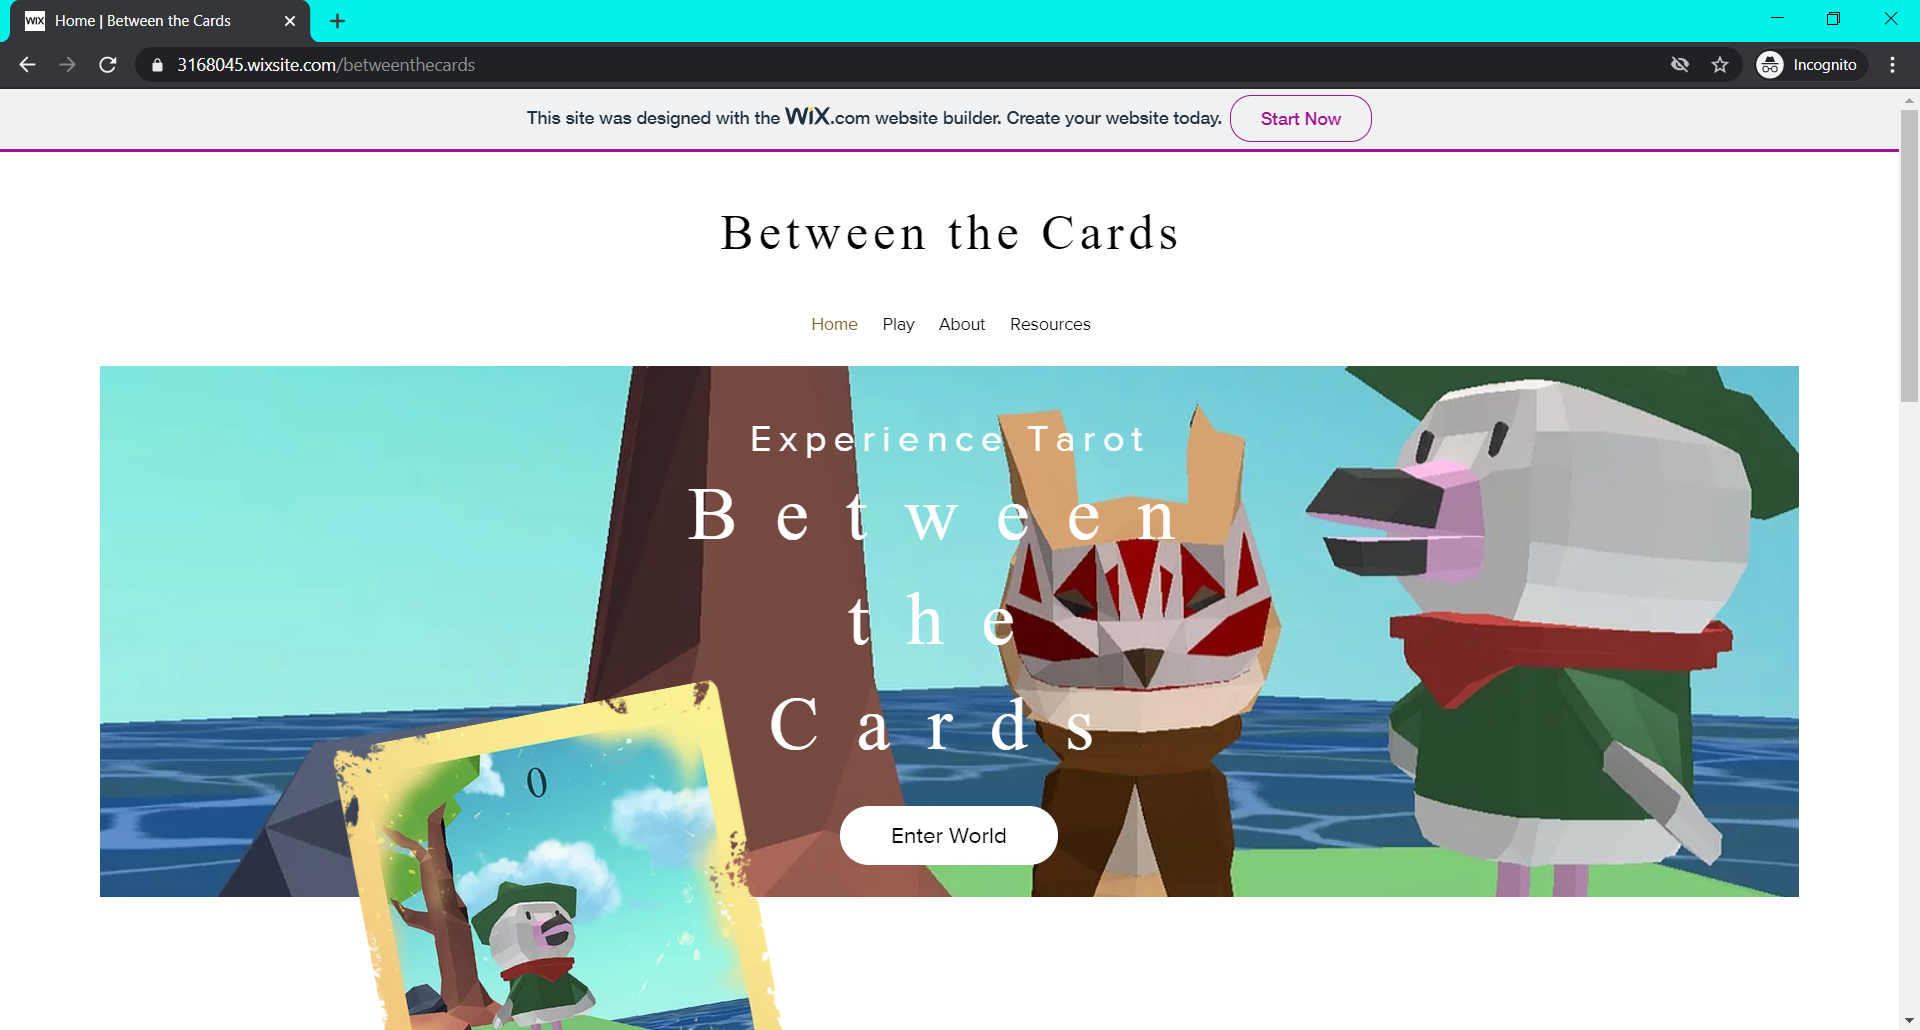 WiX Home | Between the Cards
3168045.wixsite.com/betweenthecards
Incognito
This site was designed with the WiX.com website builder. Create your website today. Start Now
Between the Cards
Home Play About Resources
Experience Tarot
Between
the
Cards
0
Enter World